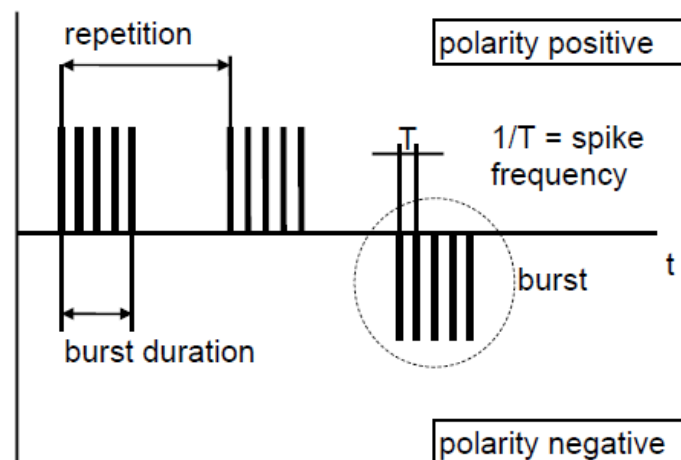 repetition
polarity positive
T
1/T = spike
frequency
t
burst
burst duration
polarity negative